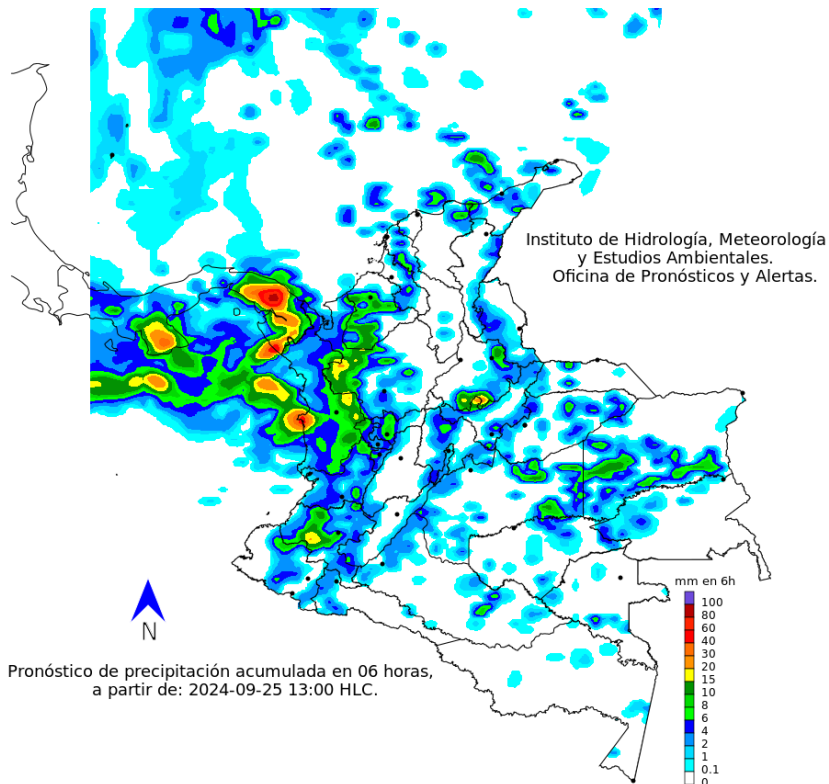 Instituto de Hidrología, Meteorología
y Estudios Ambientales.
Oficina de Pronósticos y Alertas.
N
Pronóstico de precipitación acumulada en 06 horas,
a partir de: 2024-09-25 13:00 HLC.
mm en 6h
100
80
60
40
30
20
15
10
8
6
4
2
1
0.1
0